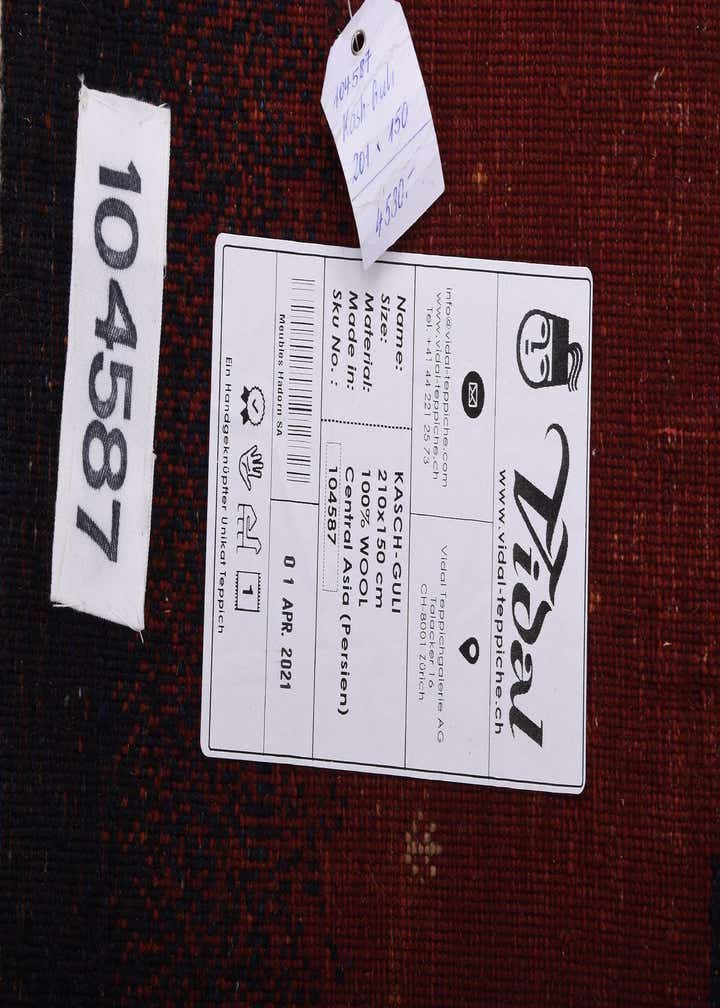 104587
Kash-Guli
201 x 150
4530.-
104587
Vidal
www.vidal-teppiche.ch
info@vidal-teppiche.com
www.vidal-teppiche.ch
Tel. +41 44 221 25 73
Vidal Teppichgalerie AG
Talacker 16
CH-8001 Zürich
Name: KASCH-GULI
Size: 210x150 cm
Material: 100% WOOL
Made in: Central Asia (Persien)
Sku No.: 104587
Meubles Hadorn SA
01 APR. 2021
1
Ein Handgeknüpfter Unikat Teppich